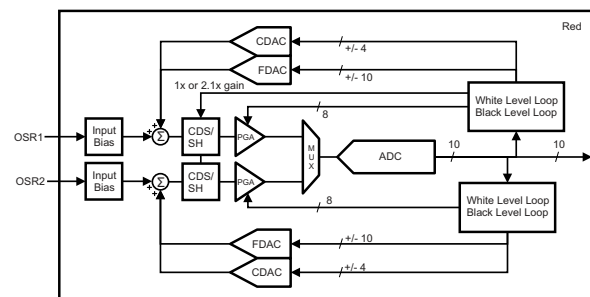 Red
CDAC
+/- 4
FDAC
+/- 10
1x or 2.1x gain
8
White Level Loop
Black Level Loop
OSR1
Input
Bias
+
+
Σ
CDS/
SH
PGA
MUX
ADC
10
10
OSR2
Input
Bias
+
+
Σ
CDS/
SH
PGA
8
White Level Loop
Black Level Loop
FDAC
+/- 10
CDAC
+/- 4